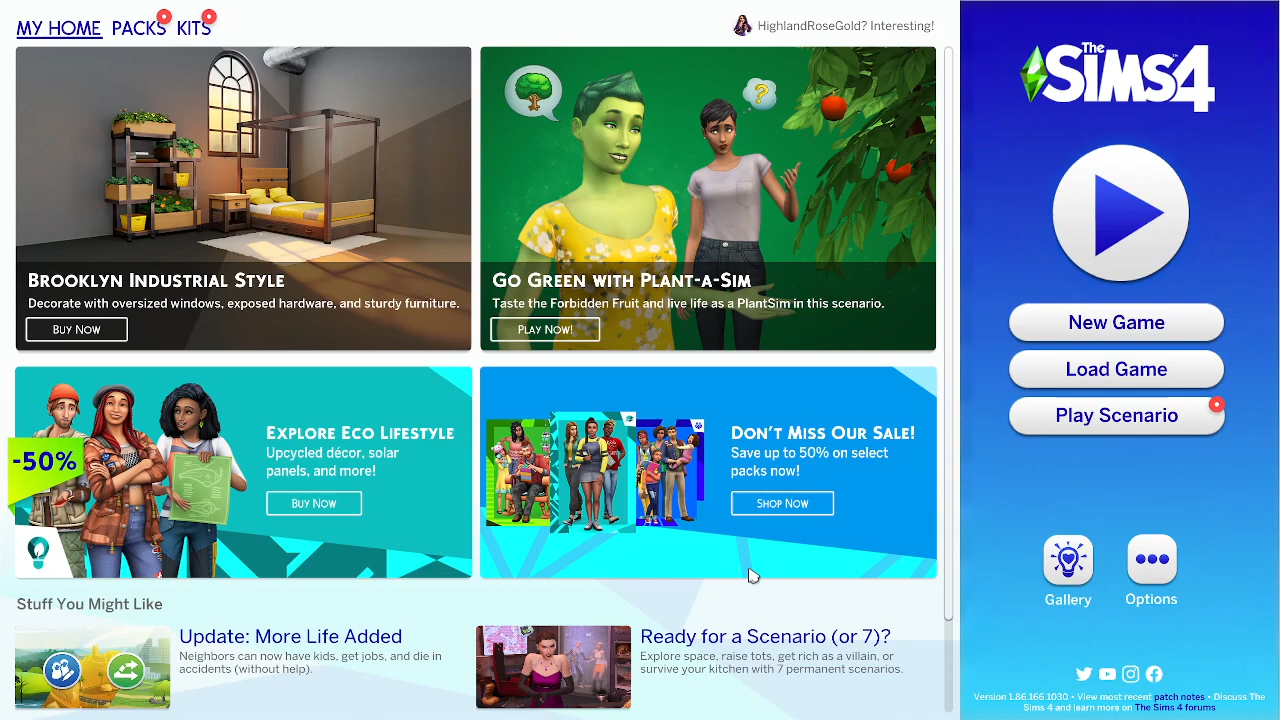 MY HOME PACKS KITS
HighlandRoseGold? Interesting!
BROOKLYN INDUSTRIAL STYLE
Decorate with oversized windows, exposed hardware, and sturdy furniture.
BUY NOW
GO GREEN WITH PLANT-A-SIM
Taste the Forbidden Fruit and live life as a PlantSim in this scenario.
PLAY NOW!
-50%
EXPLORE ECO LIFESTYLE
Upcycled décor, solar
panels, and more!
BUY NOW
DON'T MISS OUR SALE!
Save up to 50% on select
packs now!
SHOP NOW
Stuff You Might Like
Update: More Life Added
Neighbors can now have kids, get jobs, and die in
accidents (without help).
Ready for a Scenario (or 7)?
Explore space, raise tots, get rich as a villain, or
survive your kitchen with 7 permanent scenarios.
The
SIMS 4
New Game
Load Game
Play Scenario
Gallery
Options
Version 1.86.166.1030 • View most recent patch notes • Discuss The
Sims 4 and learn more on The Sims 4 forums